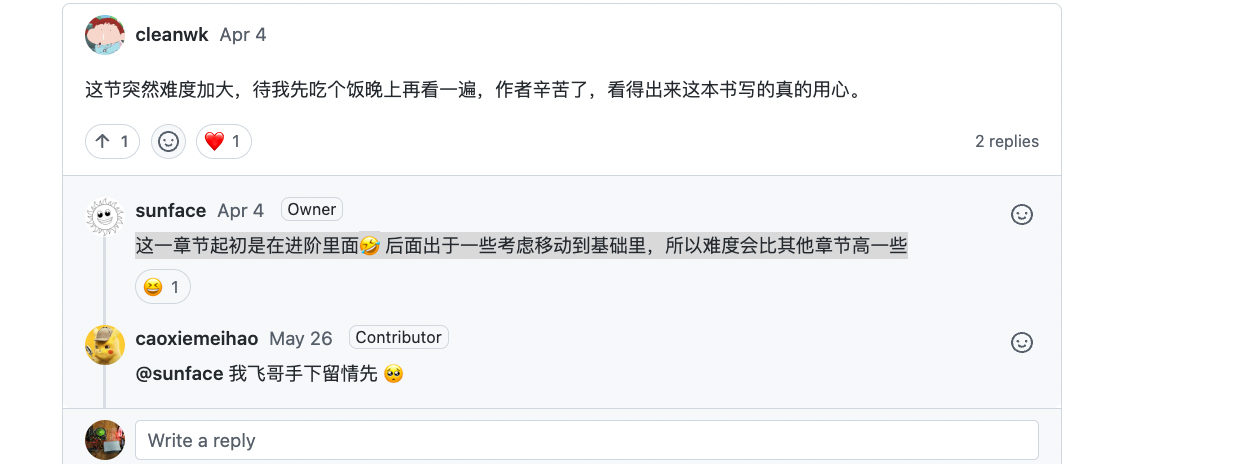 cleanwk Apr 4
这节突然难度加大，待我先吃个饭晚上再看一遍，作者辛苦了，看得出来这本书写的真的用心。
↑ 1 ❤️ 1 2 replies
sunface Apr 4 Owner
这一章节起初是在进阶里面🤣 后面出于一些考虑移动到基础里，所以难度会比其他章节高一些
😆 1
caoxiemeihao May 26 Contributor
@sunface 我飞哥手下留情先 🥺
Write a reply